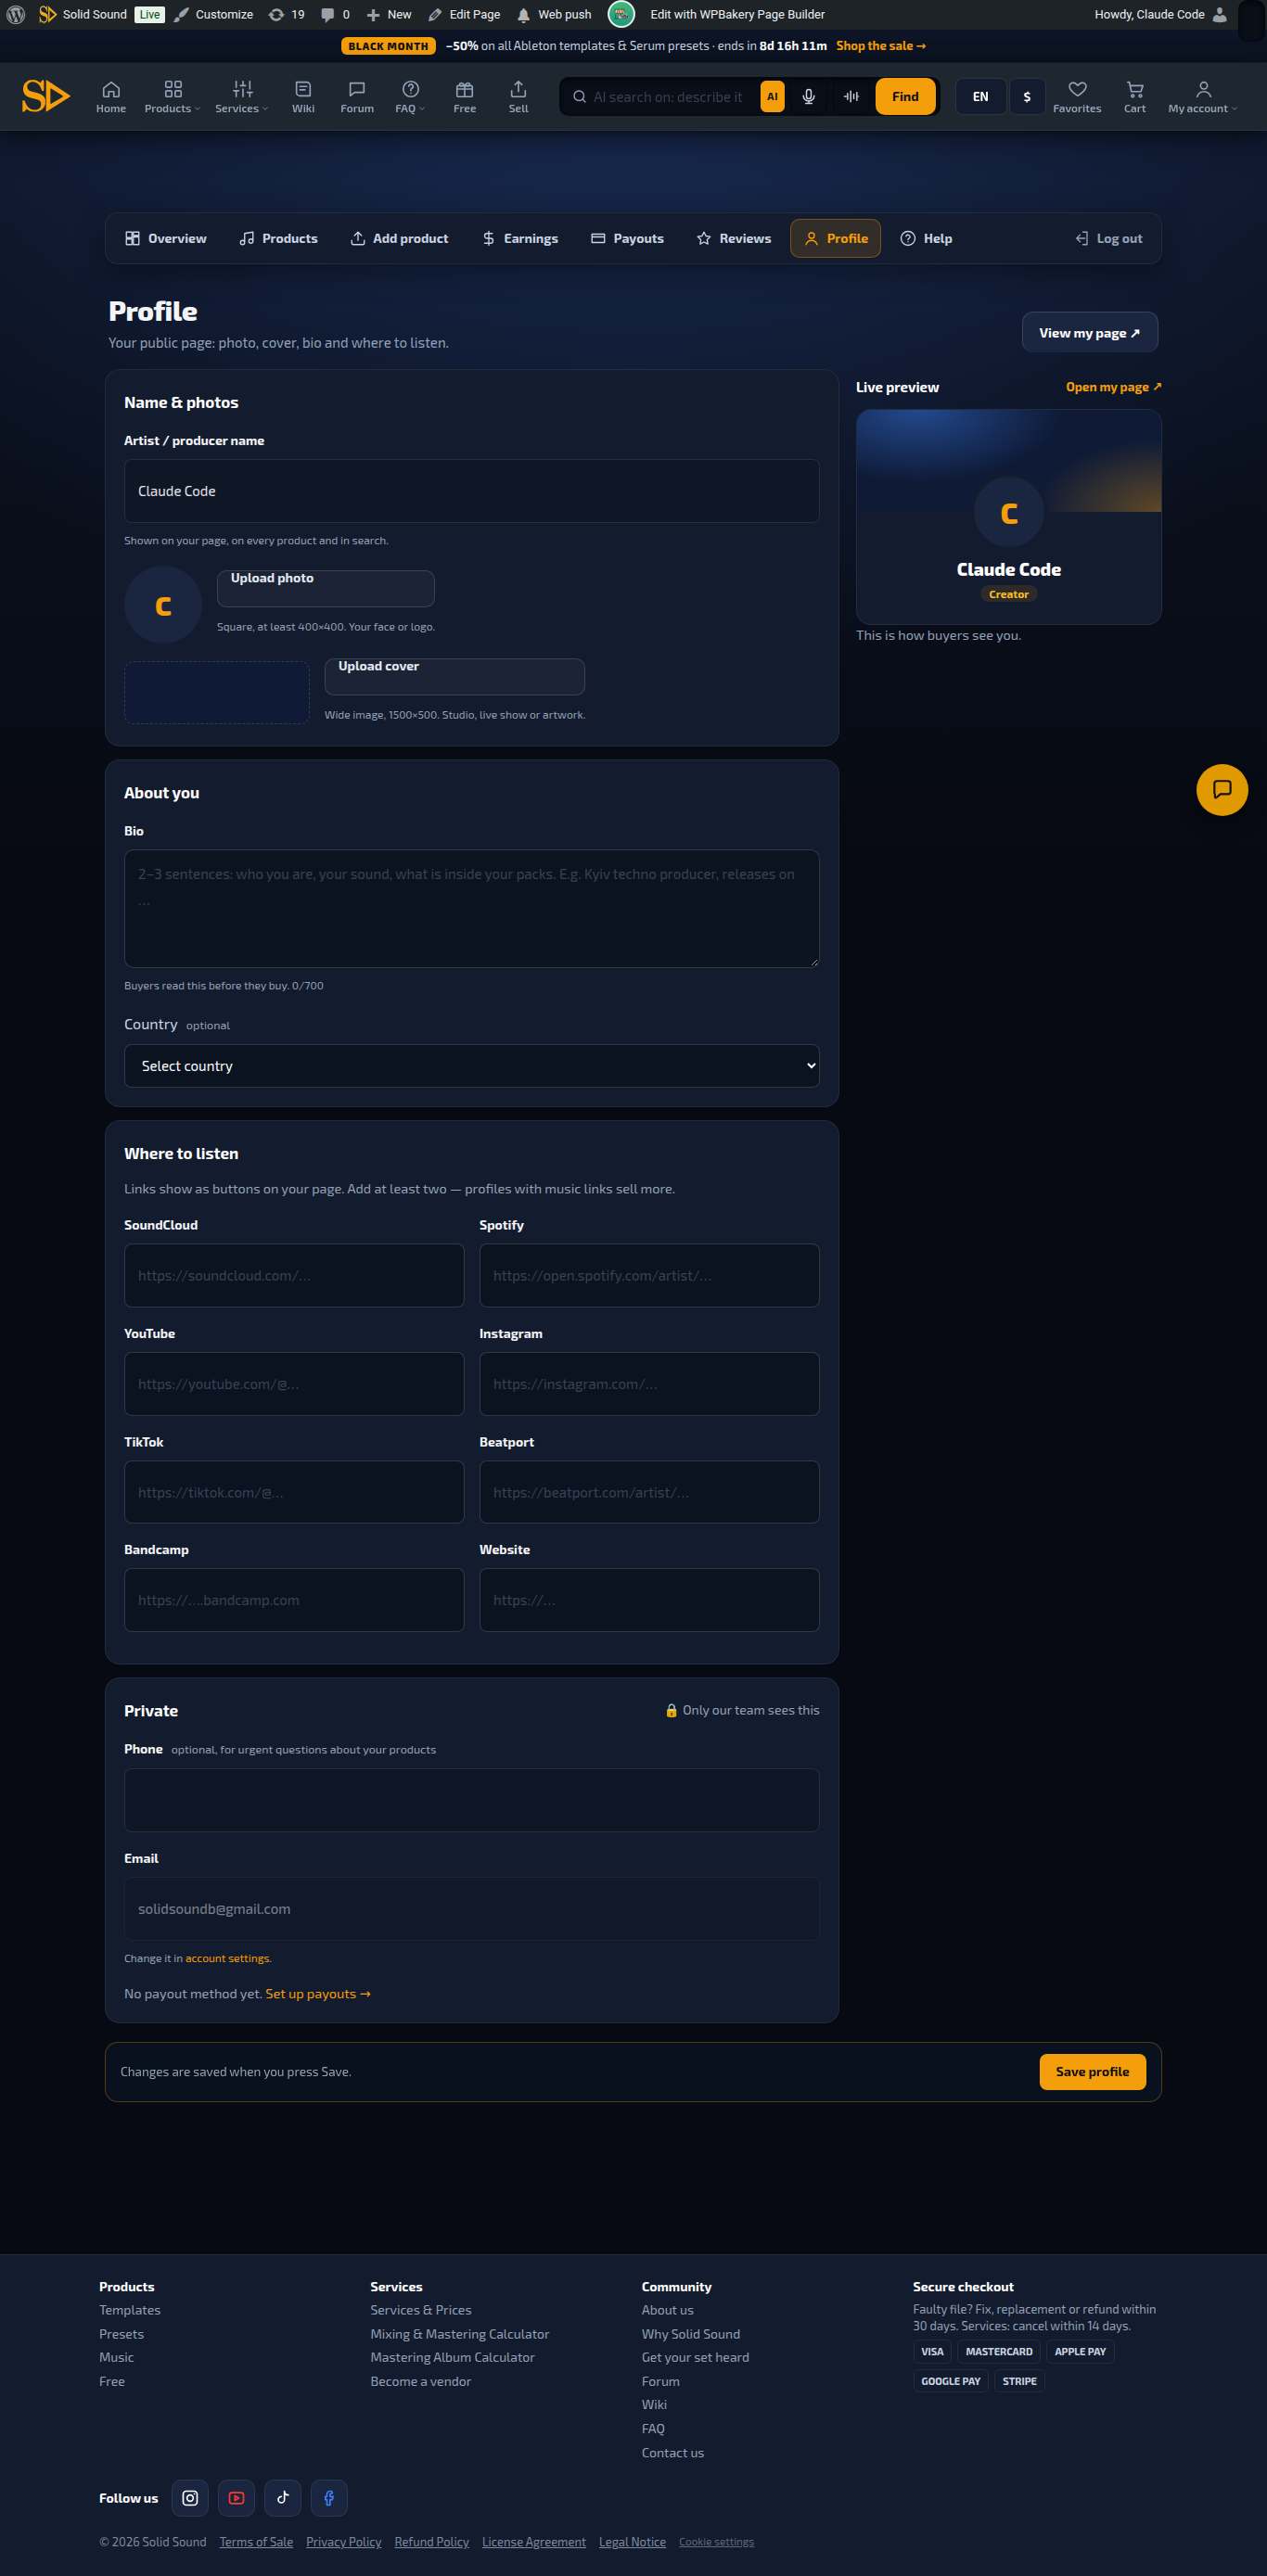 Solid Sound Live Customize 19 0 New Edit Page Web push Edit with WPBakery Page Builder Howdy, Claude Code
BLACK MONTH –50% on all Ableton templates & Serum presets · ends in 8d 16h 11m Shop the sale →
Home Products Services Wiki Forum FAQ Free Sell AI search on: describe it AI Find EN $ Favorites Cart My account
Overview Products Add product Earnings Payouts Reviews Profile Help Log out
Profile
Your public page: photo, cover, bio and where to listen.
View my page ↗
Name & photos
Artist / producer name
Claude Code
Shown on your page, on every product and in search.
C
Upload photo
Square, at least 400×400. Your face or logo.
Upload cover
Wide image, 1500×500. Studio, live show or artwork.
Live preview Open my page ↗
C
Claude Code
Creator
This is how buyers see you.
About you
Bio
2–3 sentences: who you are, your sound, what is inside your packs. E.g. Kyiv techno producer, releases on
…
Buyers read this before they buy. 0/700
Country optional
Select country
Where to listen
Links show as buttons on your page. Add at least two — profiles with music links sell more.
SoundCloud Spotify
https://soundcloud.com/… https://open.spotify.com/artist/…
YouTube Instagram
https://youtube.com/@… https://instagram.com/…
TikTok Beatport
https://tiktok.com/@… https://beatport.com/artist/…
Bandcamp Website
https://….bandcamp.com https://…
Private 🔒 Only our team sees this
Phone optional, for urgent questions about your products
Email
solidsoundb@gmail.com
Change it in account settings.
No payout method yet. Set up payouts →
Changes are saved when you press Save. Save profile
Products
Templates
Presets
Music
Free
Services
Services & Prices
Mixing & Mastering Calculator
Mastering Album Calculator
Become a vendor
Community
About us
Why Solid Sound
Get your set heard
Forum
Wiki
FAQ
Contact us
Secure checkout
Faulty file? Fix, replacement or refund within
30 days. Services: cancel within 14 days.
VISA MASTERCARD APPLE PAY
GOOGLE PAY STRIPE
Follow us
© 2026 Solid Sound Terms of Sale Privacy Policy Refund Policy License Agreement Legal Notice Cookie settings